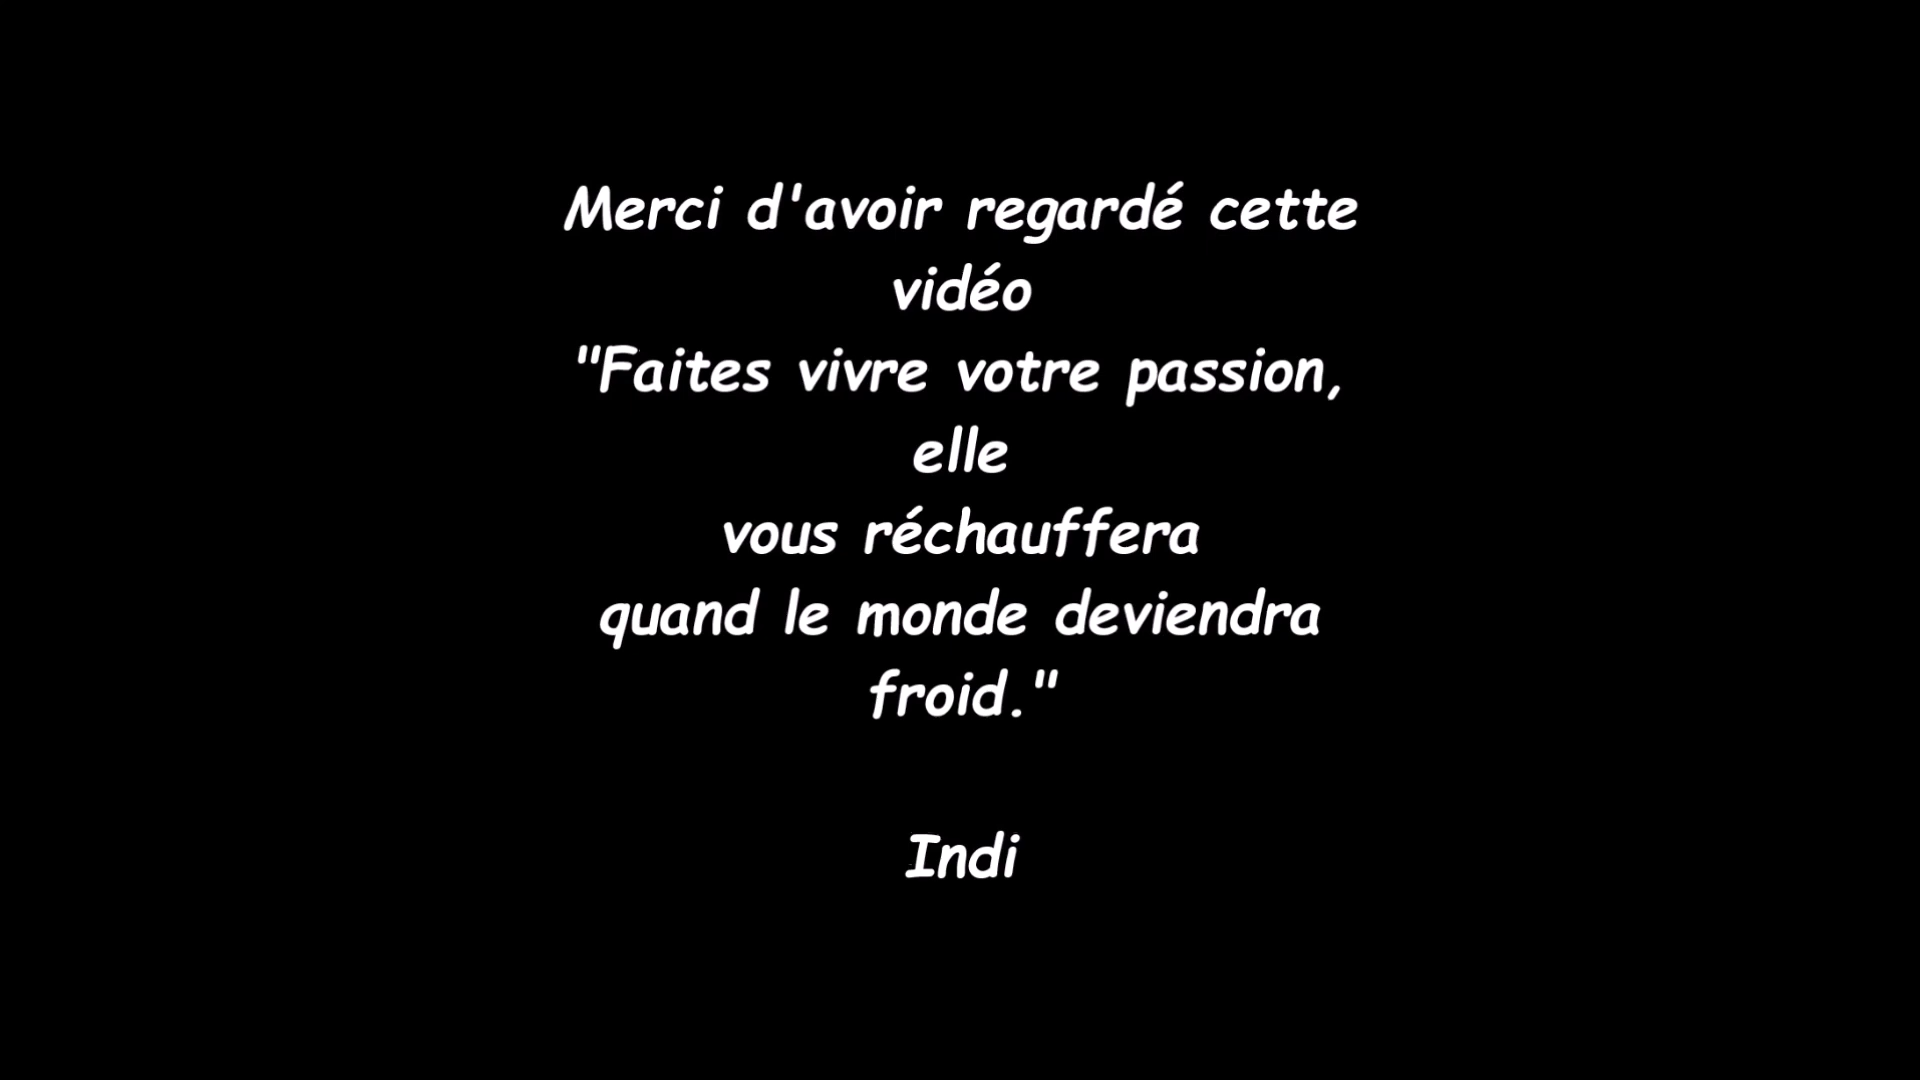 Merci d'avoir regardé cette
vidéo
"Faites vivre votre passion,
elle
vous réchauffera
quand le monde deviendra
froid."
Indi